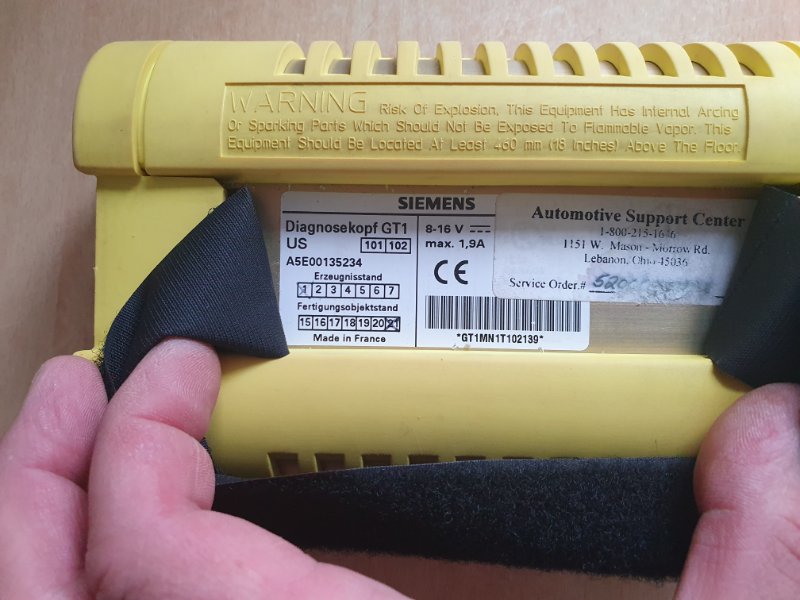 WARNING Risk Of Explosion, This Equipment Has Internal Arcing
Or Sparking Parts Which Should Not Be Exposed To Flammable Vapor. This
Equipment Should Be Located At Least 460 mm (18 Inches) Above The Floor.
SIEMENS
Diagnosekopf GT1
US 101 102
A5E00135234
Erzeugnisstand
1 2 3 4 5 6 7
Fertigungsobjektstand
15 16 17 18 19 20 21
Made in France
8-16 V
max. 1,9A
CE
*GT1MN1T102139*
Automotive Support Center
1-800-215-1646
1151 W. Mason - Morrow Rd.
Lebanon, Ohio 45036
Service Order.#